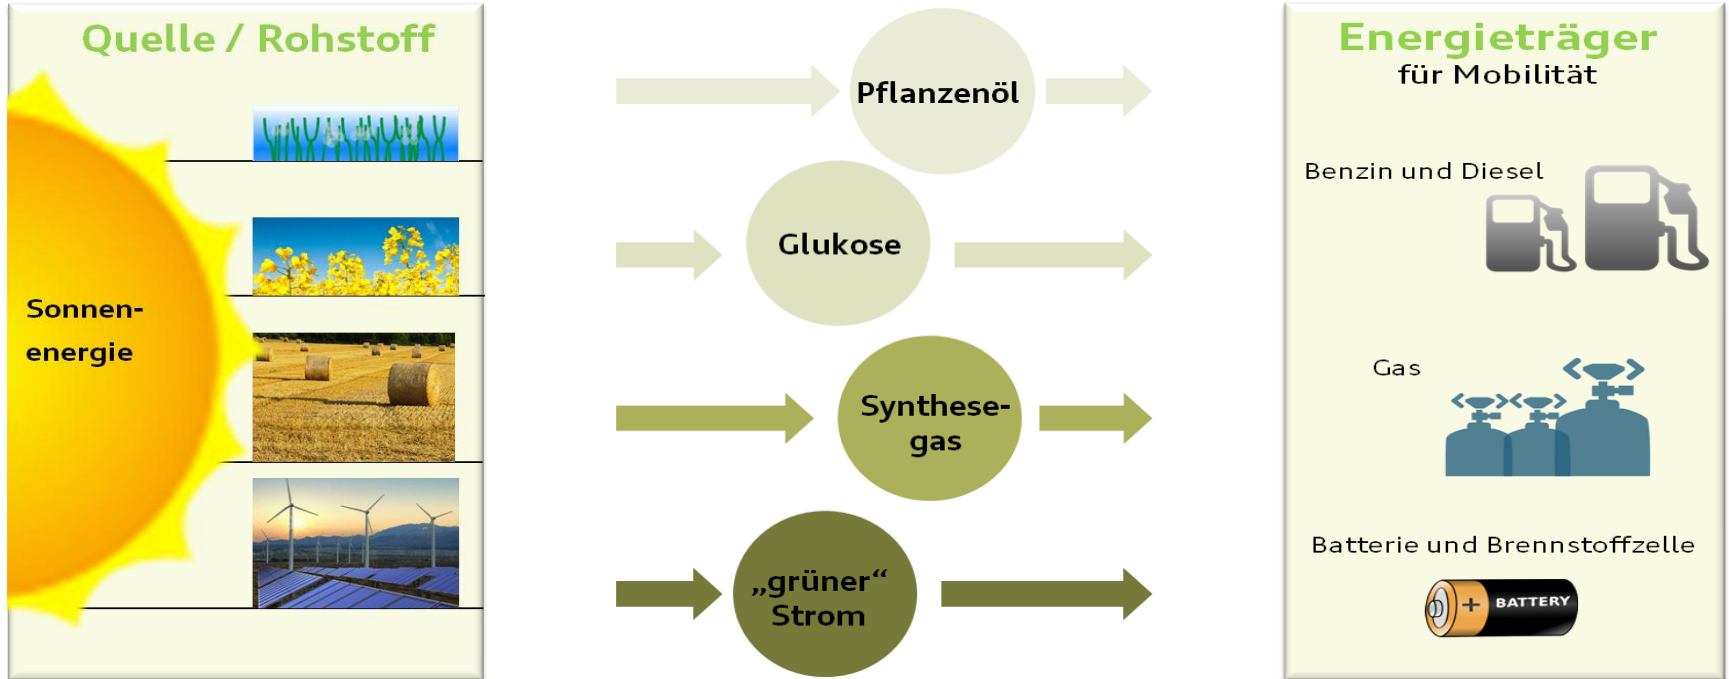 Quelle / Rohstoff
Sonnen-
energie
Pflanzenöl
Glukose
Synthese-
gas
„grüner“
Strom
Energieträger
für Mobilität
Benzin und Diesel
Gas
Batterie und Brennstoffzelle
+ BATTERY